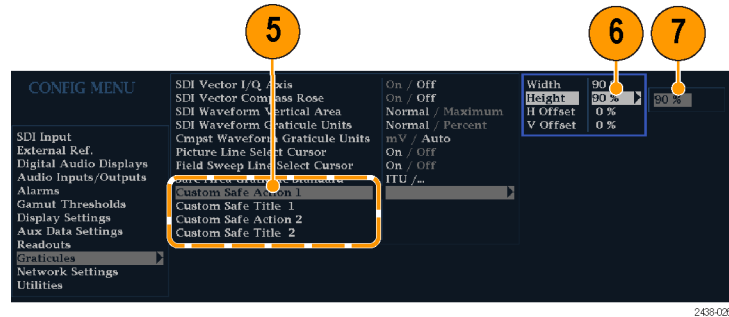 5
6
7
CONFIG MENU
SDI Input
External Ref.
Digital Audio Displays
Audio Inputs/Outputs
Alarms
Gamut Thresholds
Display Settings
Aux Data Settings
Readouts
Graticules
Network Settings
Utilities
SDI Vector I/Q Axis On / Off
SDI Vector Compass Rose On / Off
SDI Waveform Vertical Area Normal / Maximum
SDI Waveform Graticule Units Normal / Percent
Cmpst Waveform Graticule Units mV / Auto
Picture Line Select Cursor On / Off
Field Sweep Line Select Cursor On / Off
Safe Area Graticule Standard ITU /...
Custom Safe Action 1
Custom Safe Title 1
Custom Safe Action 2
Custom Safe Title 2
Width 90 %
Height 90 %
H Offset 0 %
V Offset 0 %
90 %